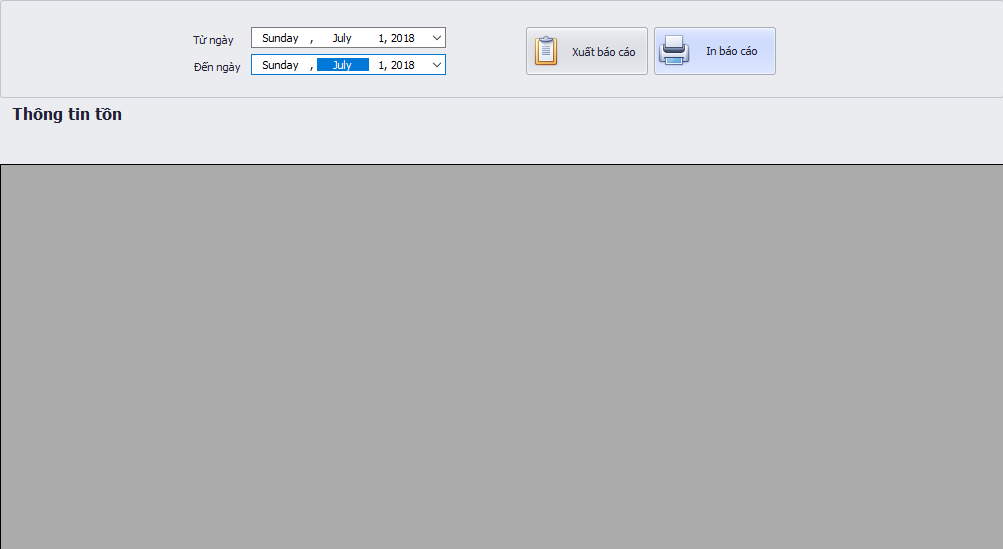 Từ ngày
Sunday , July 1, 2018
Đến ngày
Sunday , July 1, 2018
Xuất báo cáo
In báo cáo
Thông tin tồn